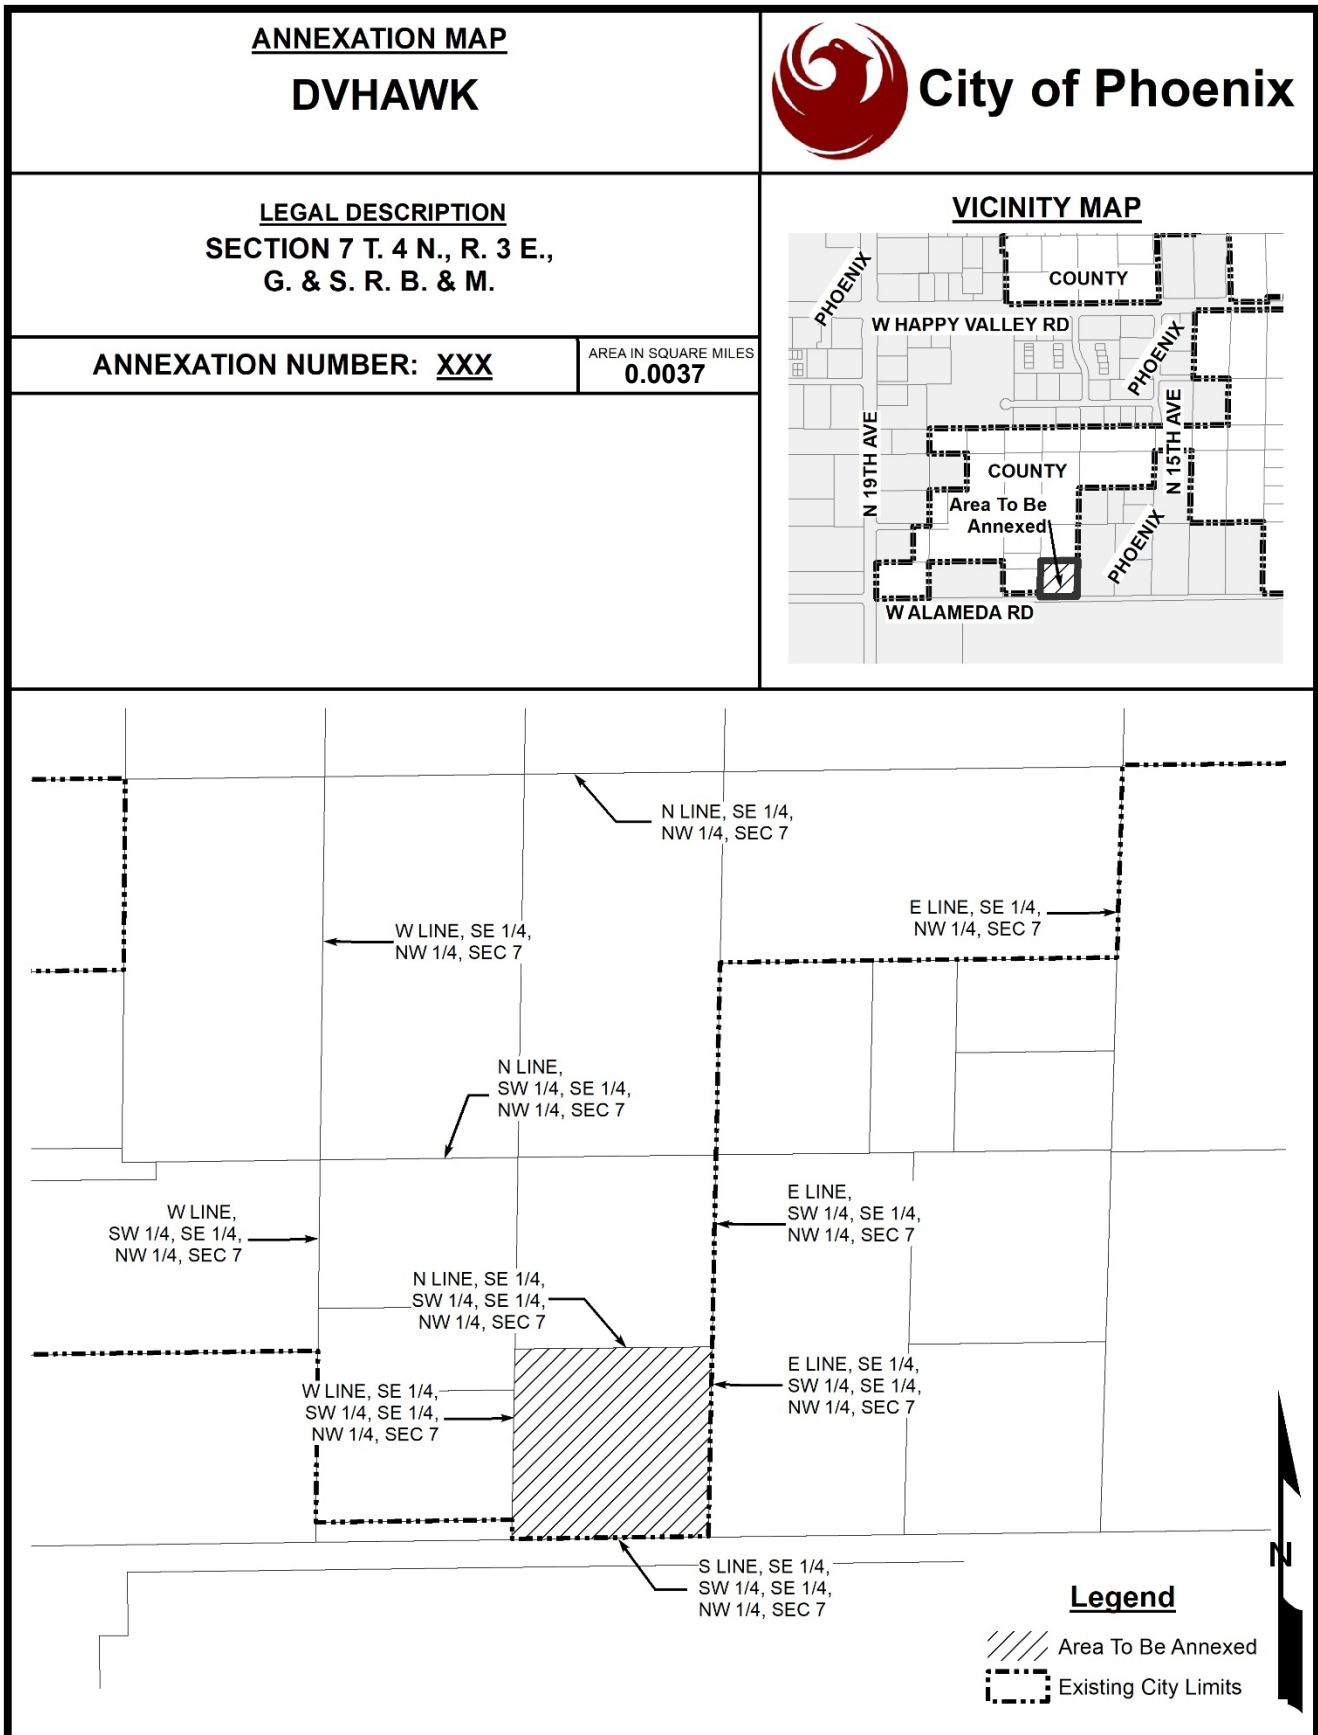 ANNEXATION MAP
DVHAWK
City of Phoenix
LEGAL DESCRIPTION
SECTION 7 T. 4 N., R. 3 E.,
G. & S. R. B. & M.
ANNEXATION NUMBER: XXX
AREA IN SQUARE MILES
0.0037
VICINITY MAP
PHOENIX
COUNTY
W HAPPY VALLEY RD
PHOENIX
N 19TH AVE
N 15TH AVE
COUNTY
Area To Be
Annexed
PHOENIX
W ALAMEDA RD
N LINE, SE 1/4,
NW 1/4, SEC 7
E LINE, SE 1/4,
NW 1/4, SEC 7
W LINE, SE 1/4,
NW 1/4, SEC 7
N LINE,
SW 1/4, SE 1/4,
NW 1/4, SEC 7
W LINE,
SW 1/4, SE 1/4,
NW 1/4, SEC 7
E LINE,
SW 1/4, SE 1/4,
NW 1/4, SEC 7
N LINE, SE 1/4,
SW 1/4, SE 1/4,
NW 1/4, SEC 7
E LINE, SE 1/4,
SW 1/4, SE 1/4,
NW 1/4, SEC 7
W LINE, SE 1/4,
SW 1/4, SE 1/4,
NW 1/4, SEC 7
S LINE, SE 1/4,
SW 1/4, SE 1/4,
NW 1/4, SEC 7
N
Legend
Area To Be Annexed
Existing City Limits